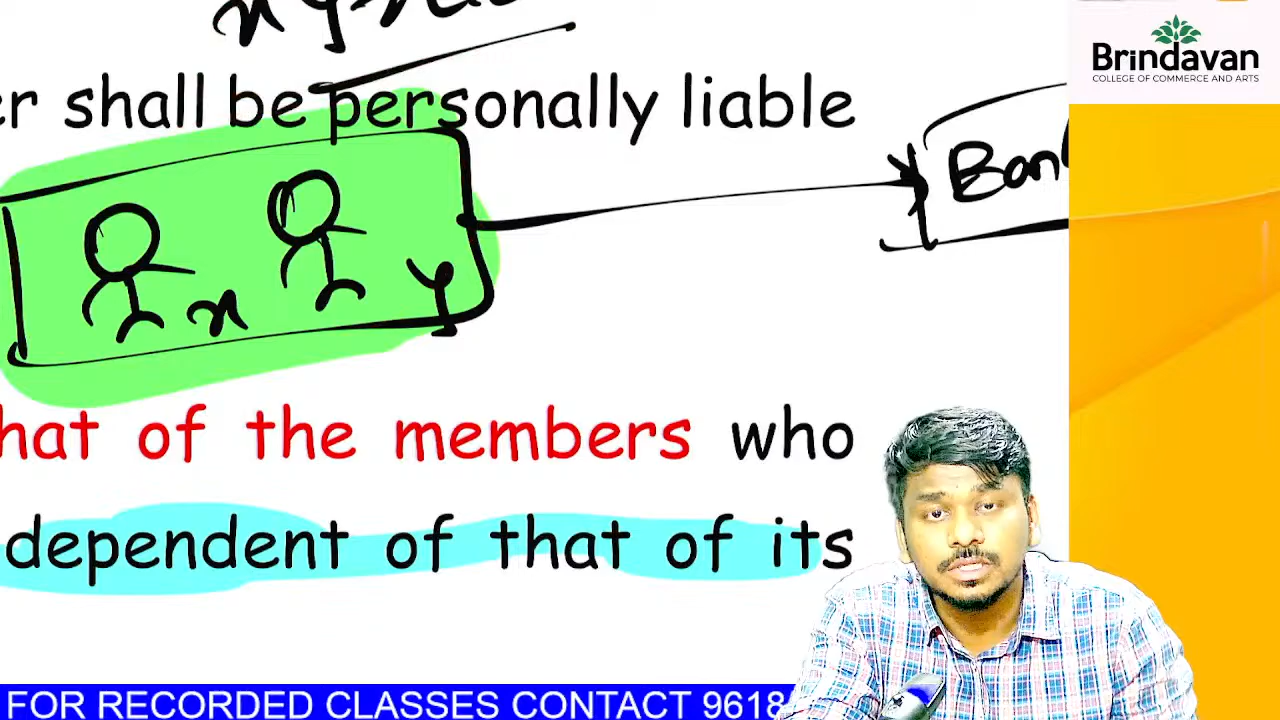 Brindavan
COLLEGE OF COMMERCE AND ARTS
er shall be personally liable
Ban
x
y
hat of the members who
dependent of that of its
FOR RECORDED CLASSES CONTACT 9618